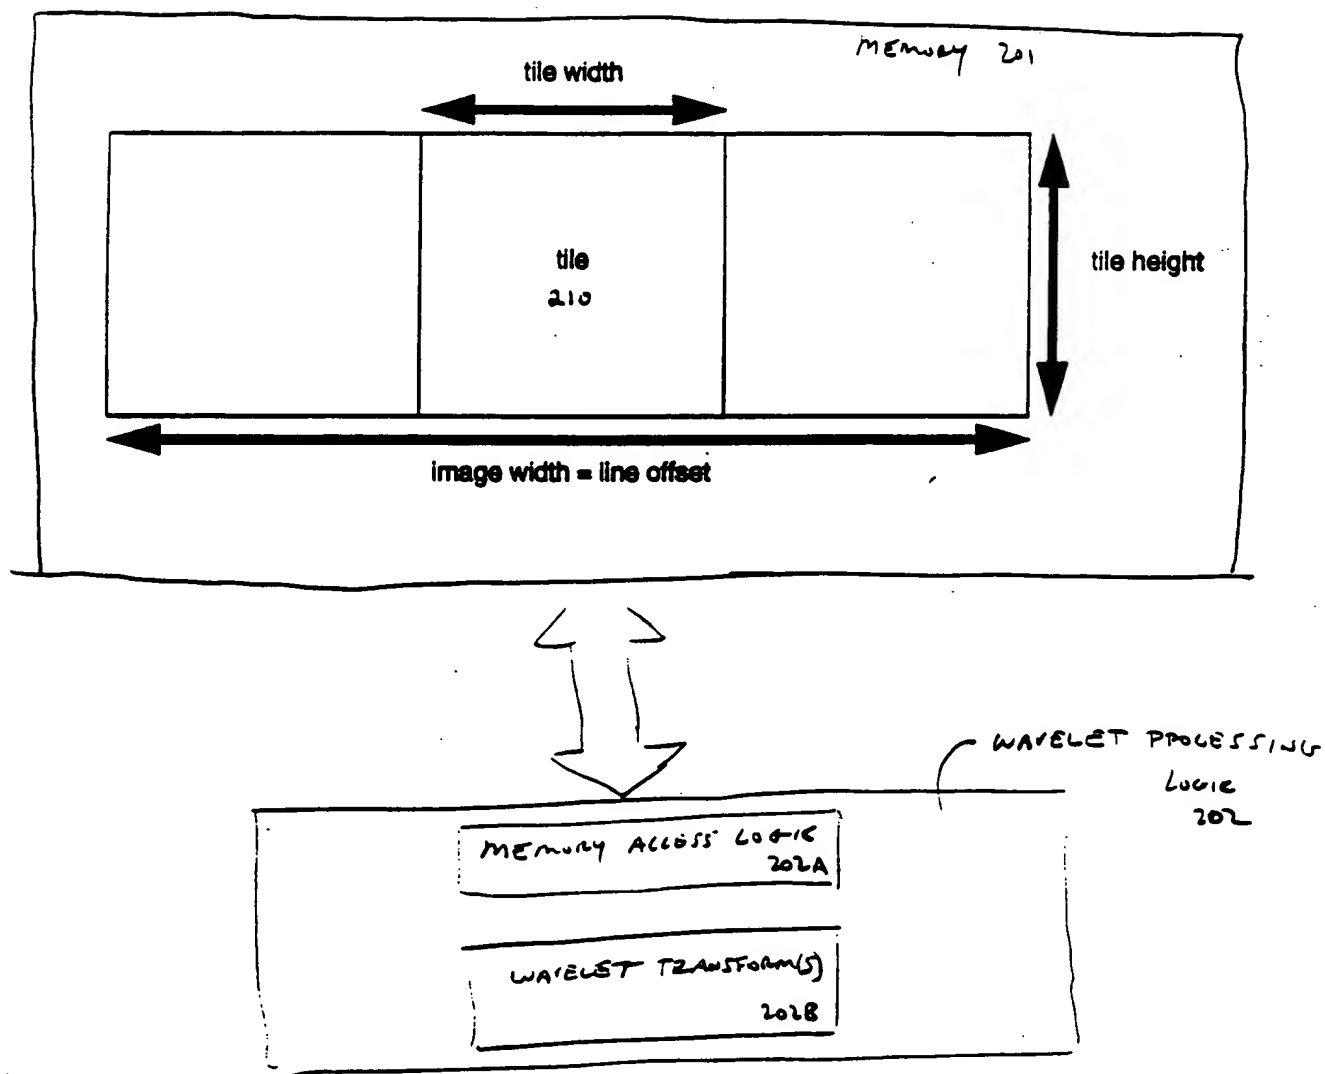 MEMORY 201
tile width
tile
210
tile height
image width = line offset
WAVELET PROCESSING
LOGIC
202
MEMORY ACCESS LOGIC
202A
WAVELET TRANSFORM(S)
202B